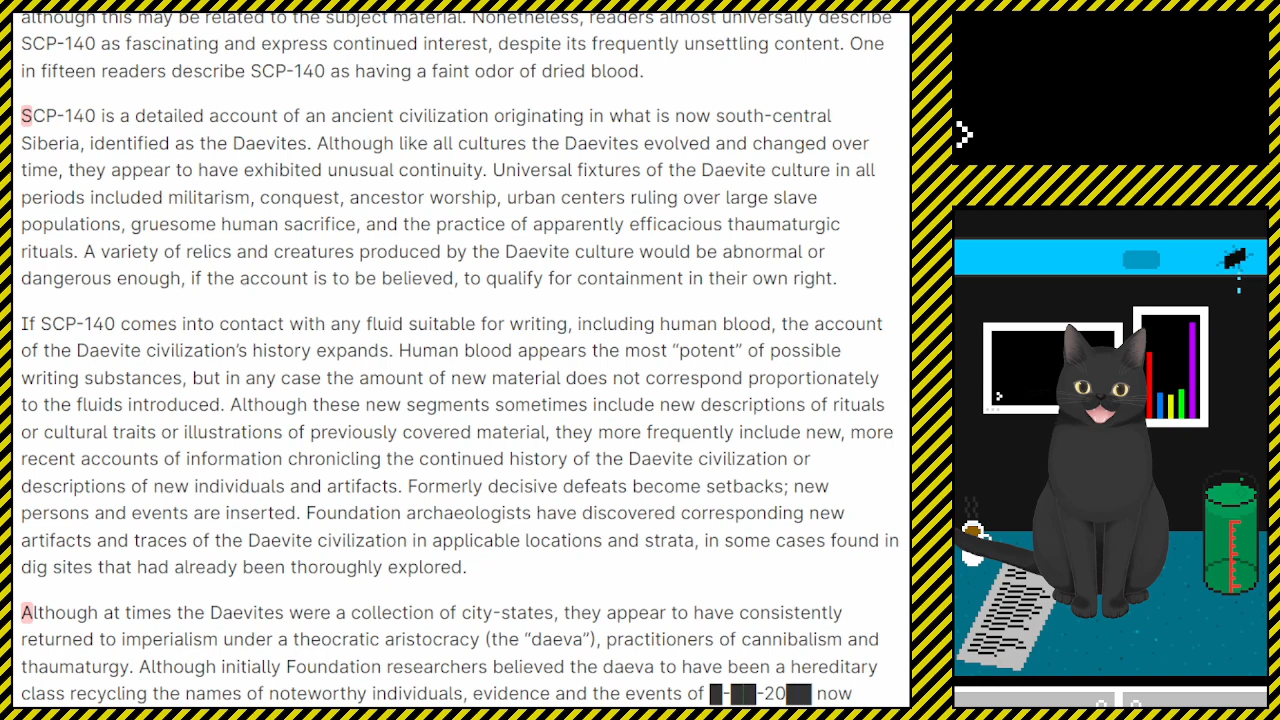 although this may be related to the subject material. Nonetheless, readers almost universally describe
SCP-140 as fascinating and express continued interest, despite its frequently unsettling content. One
in fifteen readers describe SCP-140 as having a faint odor of dried blood.
SCP-140 is a detailed account of an ancient civilization originating in what is now south-central
Siberia, identified as the Daevites. Although like all cultures the Daevites evolved and changed over
time, they appear to have exhibited unusual continuity. Universal fixtures of the Daevite culture in all
periods included militarism, conquest, ancestor worship, urban centers ruling over large slave
populations, gruesome human sacrifice, and the practice of apparently efficacious thaumaturgic
rituals. A variety of relics and creatures produced by the Daevite culture would be abnormal or
dangerous enough, if the account is to be believed, to qualify for containment in their own right.
If SCP-140 comes into contact with any fluid suitable for writing, including human blood, the account
of the Daevite civilization’s history expands. Human blood appears the most “potent” of possible
writing substances, but in any case the amount of new material does not correspond proportionately
to the fluids introduced. Although these new segments sometimes include new descriptions of rituals
or cultural traits or illustrations of previously covered material, they more frequently include new, more
recent accounts of information chronicling the continued history of the Daevite civilization or
descriptions of new individuals and artifacts. Formerly decisive defeats become setbacks; new
persons and events are inserted. Foundation archaeologists have discovered corresponding new
artifacts and traces of the Daevite civilization in applicable locations and strata, in some cases found in
dig sites that had already been thoroughly explored.
Although at times the Daevites were a collection of city-states, they appear to have consistently
returned to imperialism under a theocratic aristocracy (the “daeva”), practitioners of cannibalism and
thaumaturgy. Although initially Foundation researchers believed the daeva to have been a hereditary
class recycling the names of noteworthy individuals, evidence and the events of █-██-20██ now